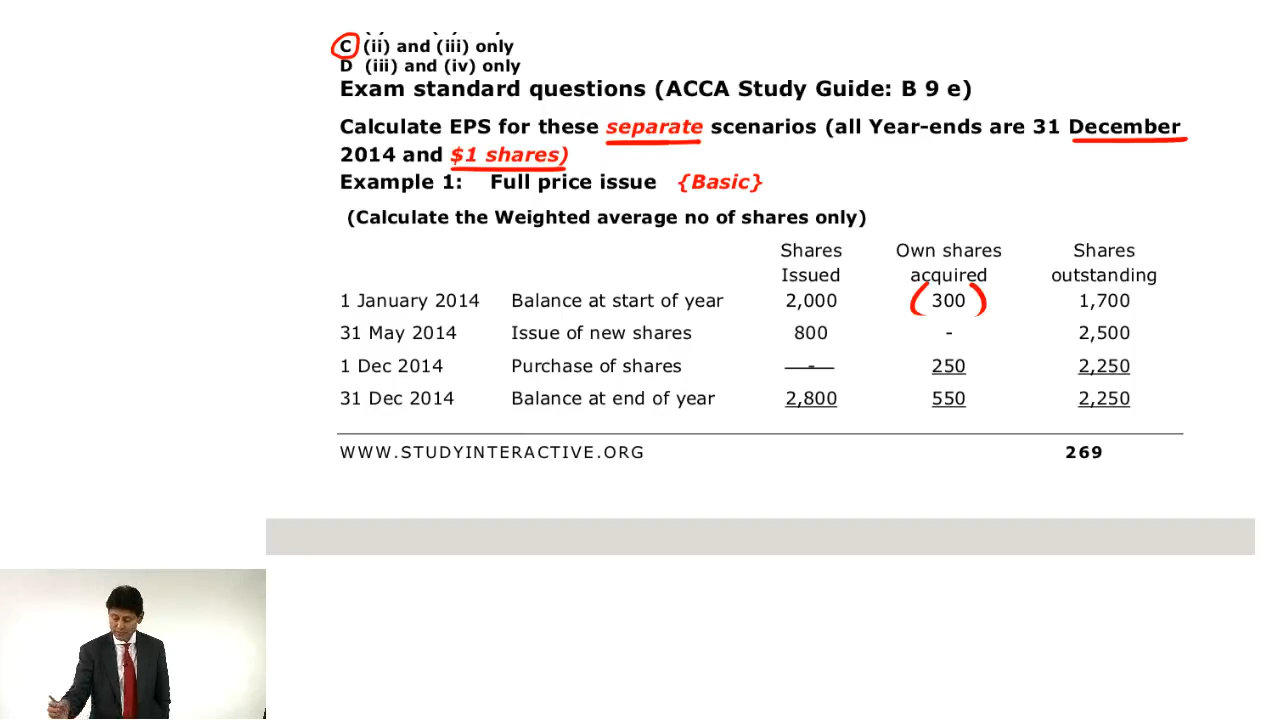 C (ii) and (iii) only
D (iii) and (iv) only
Exam standard questions (ACCA Study Guide: B 9 e)
Calculate EPS for these separate scenarios (all Year-ends are 31 December
2014 and $1 shares)
Example 1: Full price issue {Basic}
(Calculate the Weighted average no of shares only)
Shares Own shares Shares
Issued acquired outstanding
1 January 2014 Balance at start of year 2,000 (300) 1,700
31 May 2014 Issue of new shares 800 - 2,500
1 Dec 2014 Purchase of shares - 250 2,250
31 Dec 2014 Balance at end of year 2,800 550 2,250
WWW.STUDYINTERACTIVE.ORG 269